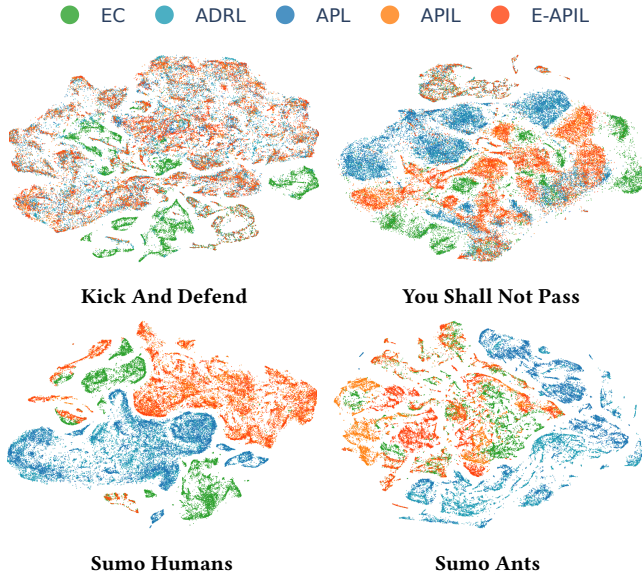 EC ADRL APL APIL E-APIL
Kick And Defend You Shall Not Pass
Sumo Humans Sumo Ants